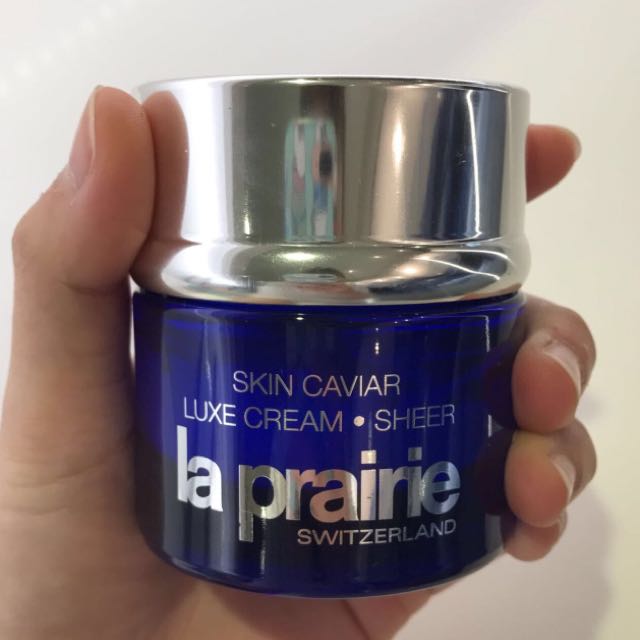 SKIN CAVIAR
LUXE CREAM • SHEER
la prairie
SWITZERLAND